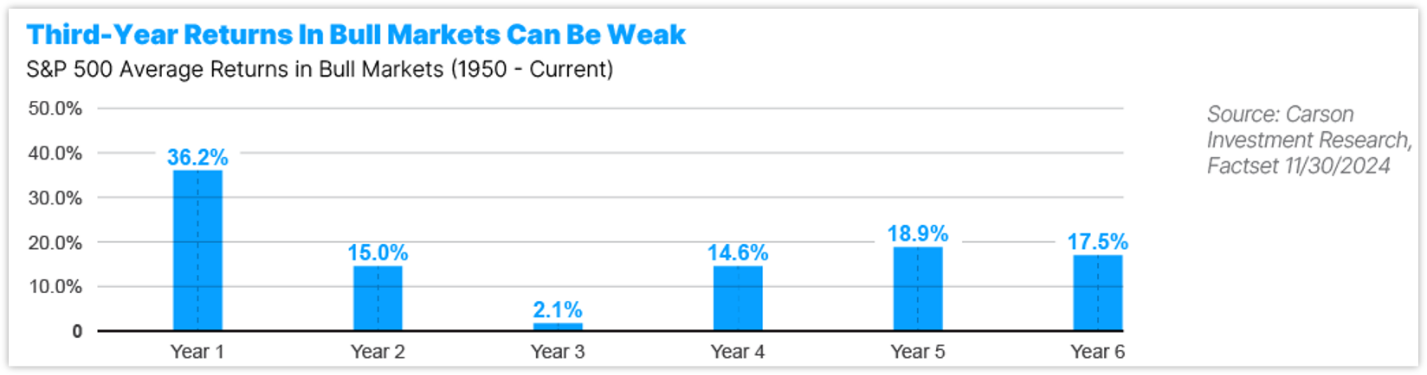 Third-Year Returns In Bull Markets Can Be Weak
S&P 500 Average Returns in Bull Markets (1950 - Current)
50.0%
40.0%
30.0%
20.0%
10.0%
0
36.2%
15.0%
2.1%
14.6%
18.9%
17.5%
Year 1
Year 2
Year 3
Year 4
Year 5
Year 6
Source: Carson
Investment Research,
Factset 11/30/2024